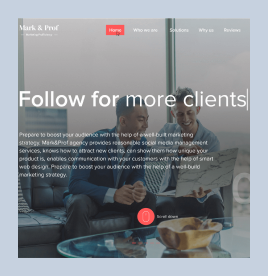 Mark & Prof
Home
Who we are
Solutions
Why us
Reviews
Follow for more clients
Prepare to boost your audience with the help of a well-built marketing
strategy. Mark&Prof agency provides reasonable social media management
services, knows how to attract new clients, can show them how unique your
product is, enables communication with your customers with the help of smart
web design. Prepare to boost your audience with the help of a well-build
marketing strategy.
Scroll down